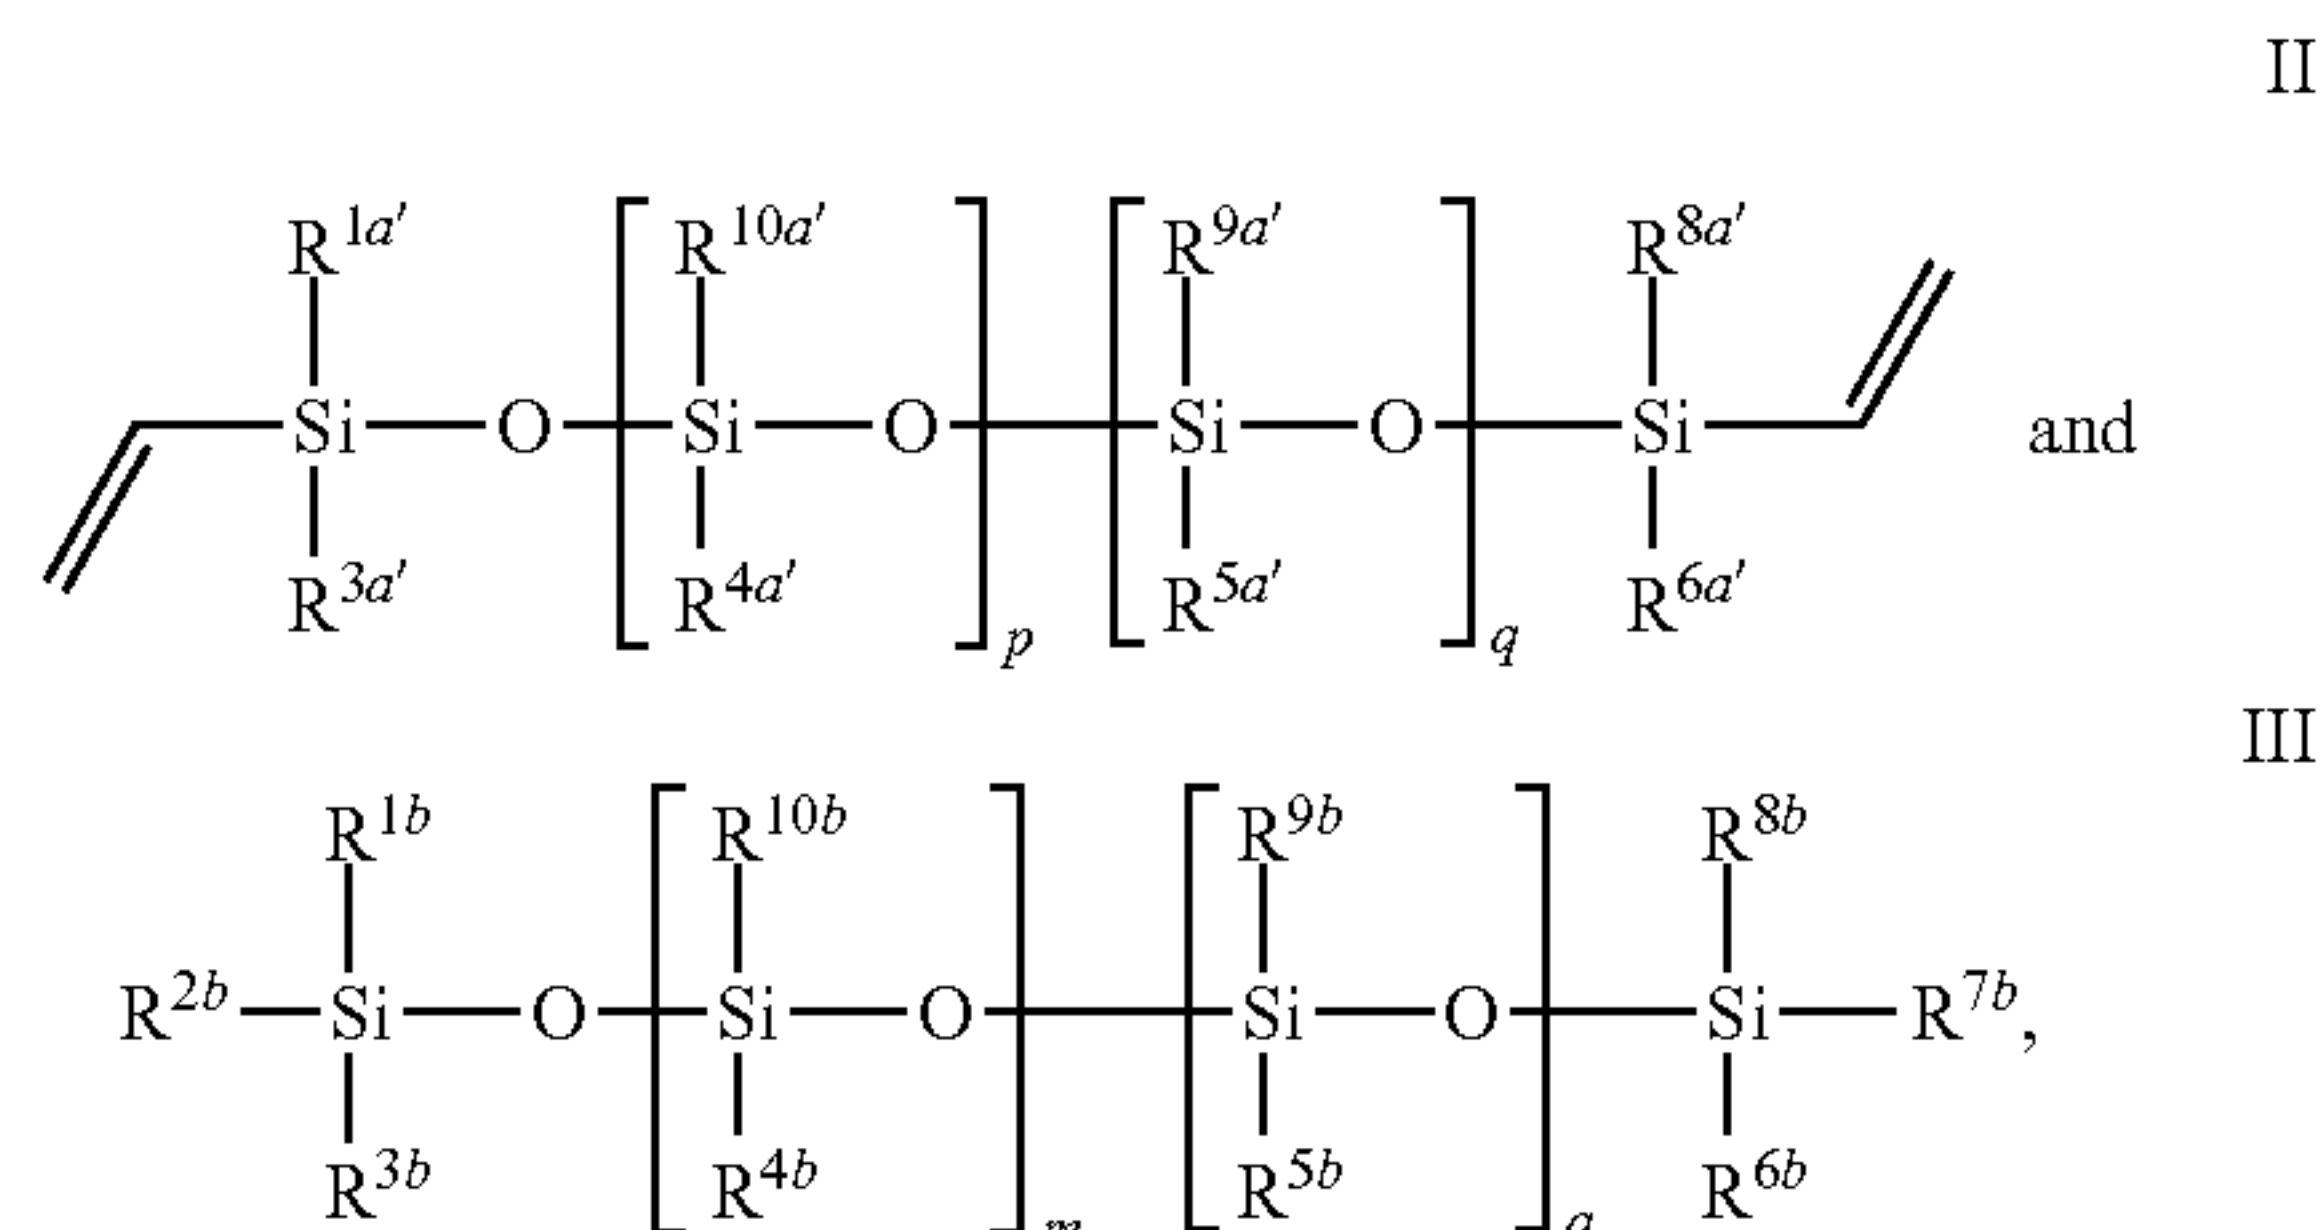 II
R1a' R10a' R9a' R8a'
Si O Si O Si O Si and
R3a' R4a' R5a' R6a'
p q
III
R1b R10b R9b R8b
R2b Si O Si O Si O Si R7b,
R3b R4b R5b R6b